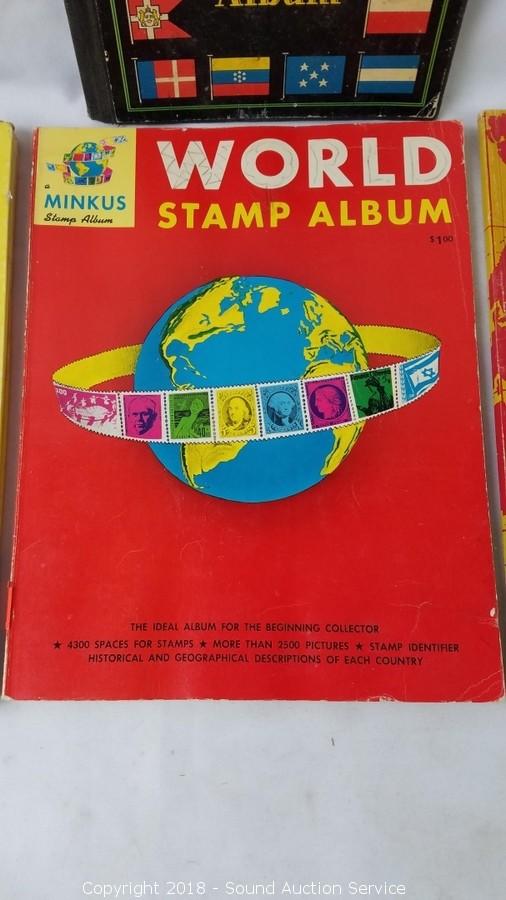 Album
a
MINKUS
Stamp Album
WORLD
STAMP ALBUM
$1.00
THE IDEAL ALBUM FOR THE BEGINNING COLLECTOR
★ 4300 SPACES FOR STAMPS ★ MORE THAN 2500 PICTURES ★ STAMP IDENTIFIER
HISTORICAL AND GEOGRAPHICAL DESCRIPTIONS OF EACH COUNTRY
Copyright 2018 - Sound Auction Service